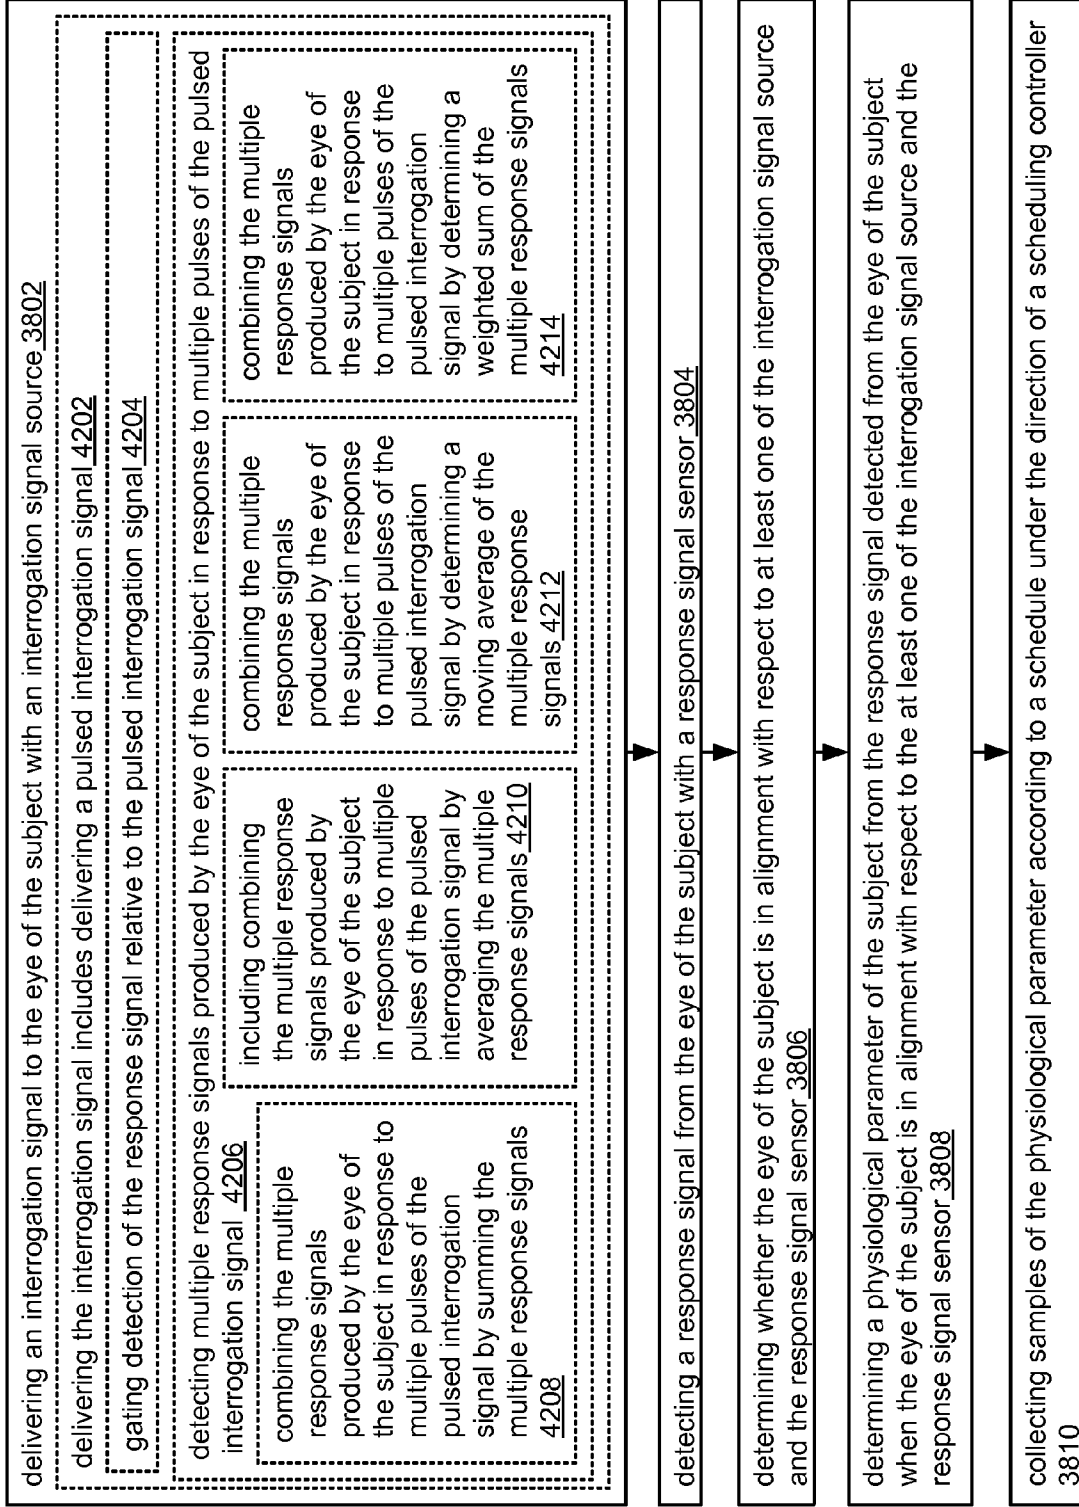 delivering an interrogation signal to the eye of the subject with an interrogation signal source 3802
delivering the interrogation signal includes delivering a pulsed interrogation signal 4202
gating detection of the response signal relative to the pulsed interrogation signal 4204
detecting multiple response signals produced by the eye of the subject in response to multiple pulses of the pulsed
interrogation signal 4206
combining the multiple
response signals
produced by the eye of
the subject in response to
multiple pulses of the
pulsed interrogation
signal by summing the
multiple response signals
4208
including combining
the multiple response
signals produced by
the eye of the subject
in response to multiple
pulses of the pulsed
interrogation signal by
averaging the multiple
response signals 4210
combining the multiple
response signals
produced by the eye of
the subject in response
to multiple pulses of the
pulsed interrogation
signal by determining a
moving average of the
multiple response
signals 4212
combining the multiple
response signals
produced by the eye of
the subject in response
to multiple pulses of the
pulsed interrogation
signal by determining a
weighted sum of the
multiple response signals
4214
detecting a response signal from the eye of the subject with a response signal sensor 3804
determining whether the eye of the subject is in alignment with respect to at least one of the interrogation signal source
and the response signal sensor 3806
determining a physiological parameter of the subject from the response signal detected from the eye of the subject
when the eye of the subject is in alignment with respect to the at least one of the interrogation signal source and the
response signal sensor 3808
collecting samples of the physiological parameter according to a schedule under the direction of a scheduling controller
3810